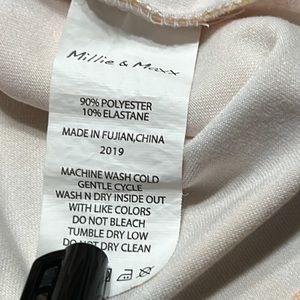 Millie & Maxx
90% POLYESTER
10% ELASTANE
MADE IN FUJIAN,CHINA
2019
MACHINE WASH COLD
GENTLE CYCLE
WASH N DRY INSIDE OUT
WITH LIKE COLORS
DO NOT BLEACH
TUMBLE DRY LOW
DO NOT DRY CLEAN